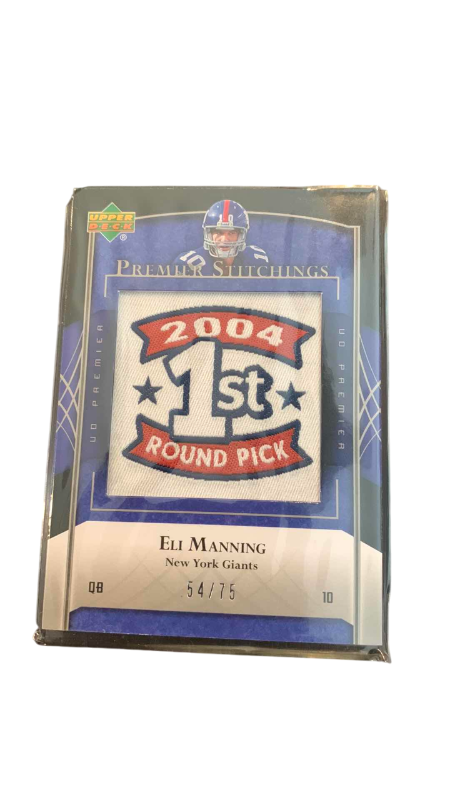 UPPER
DECK
®
10
PREMIER STITCHINGS
UD PREMIER
UD PREMIER
2004
1st
ROUND PICK
ELI MANNING
New York Giants
QB
54/75
10